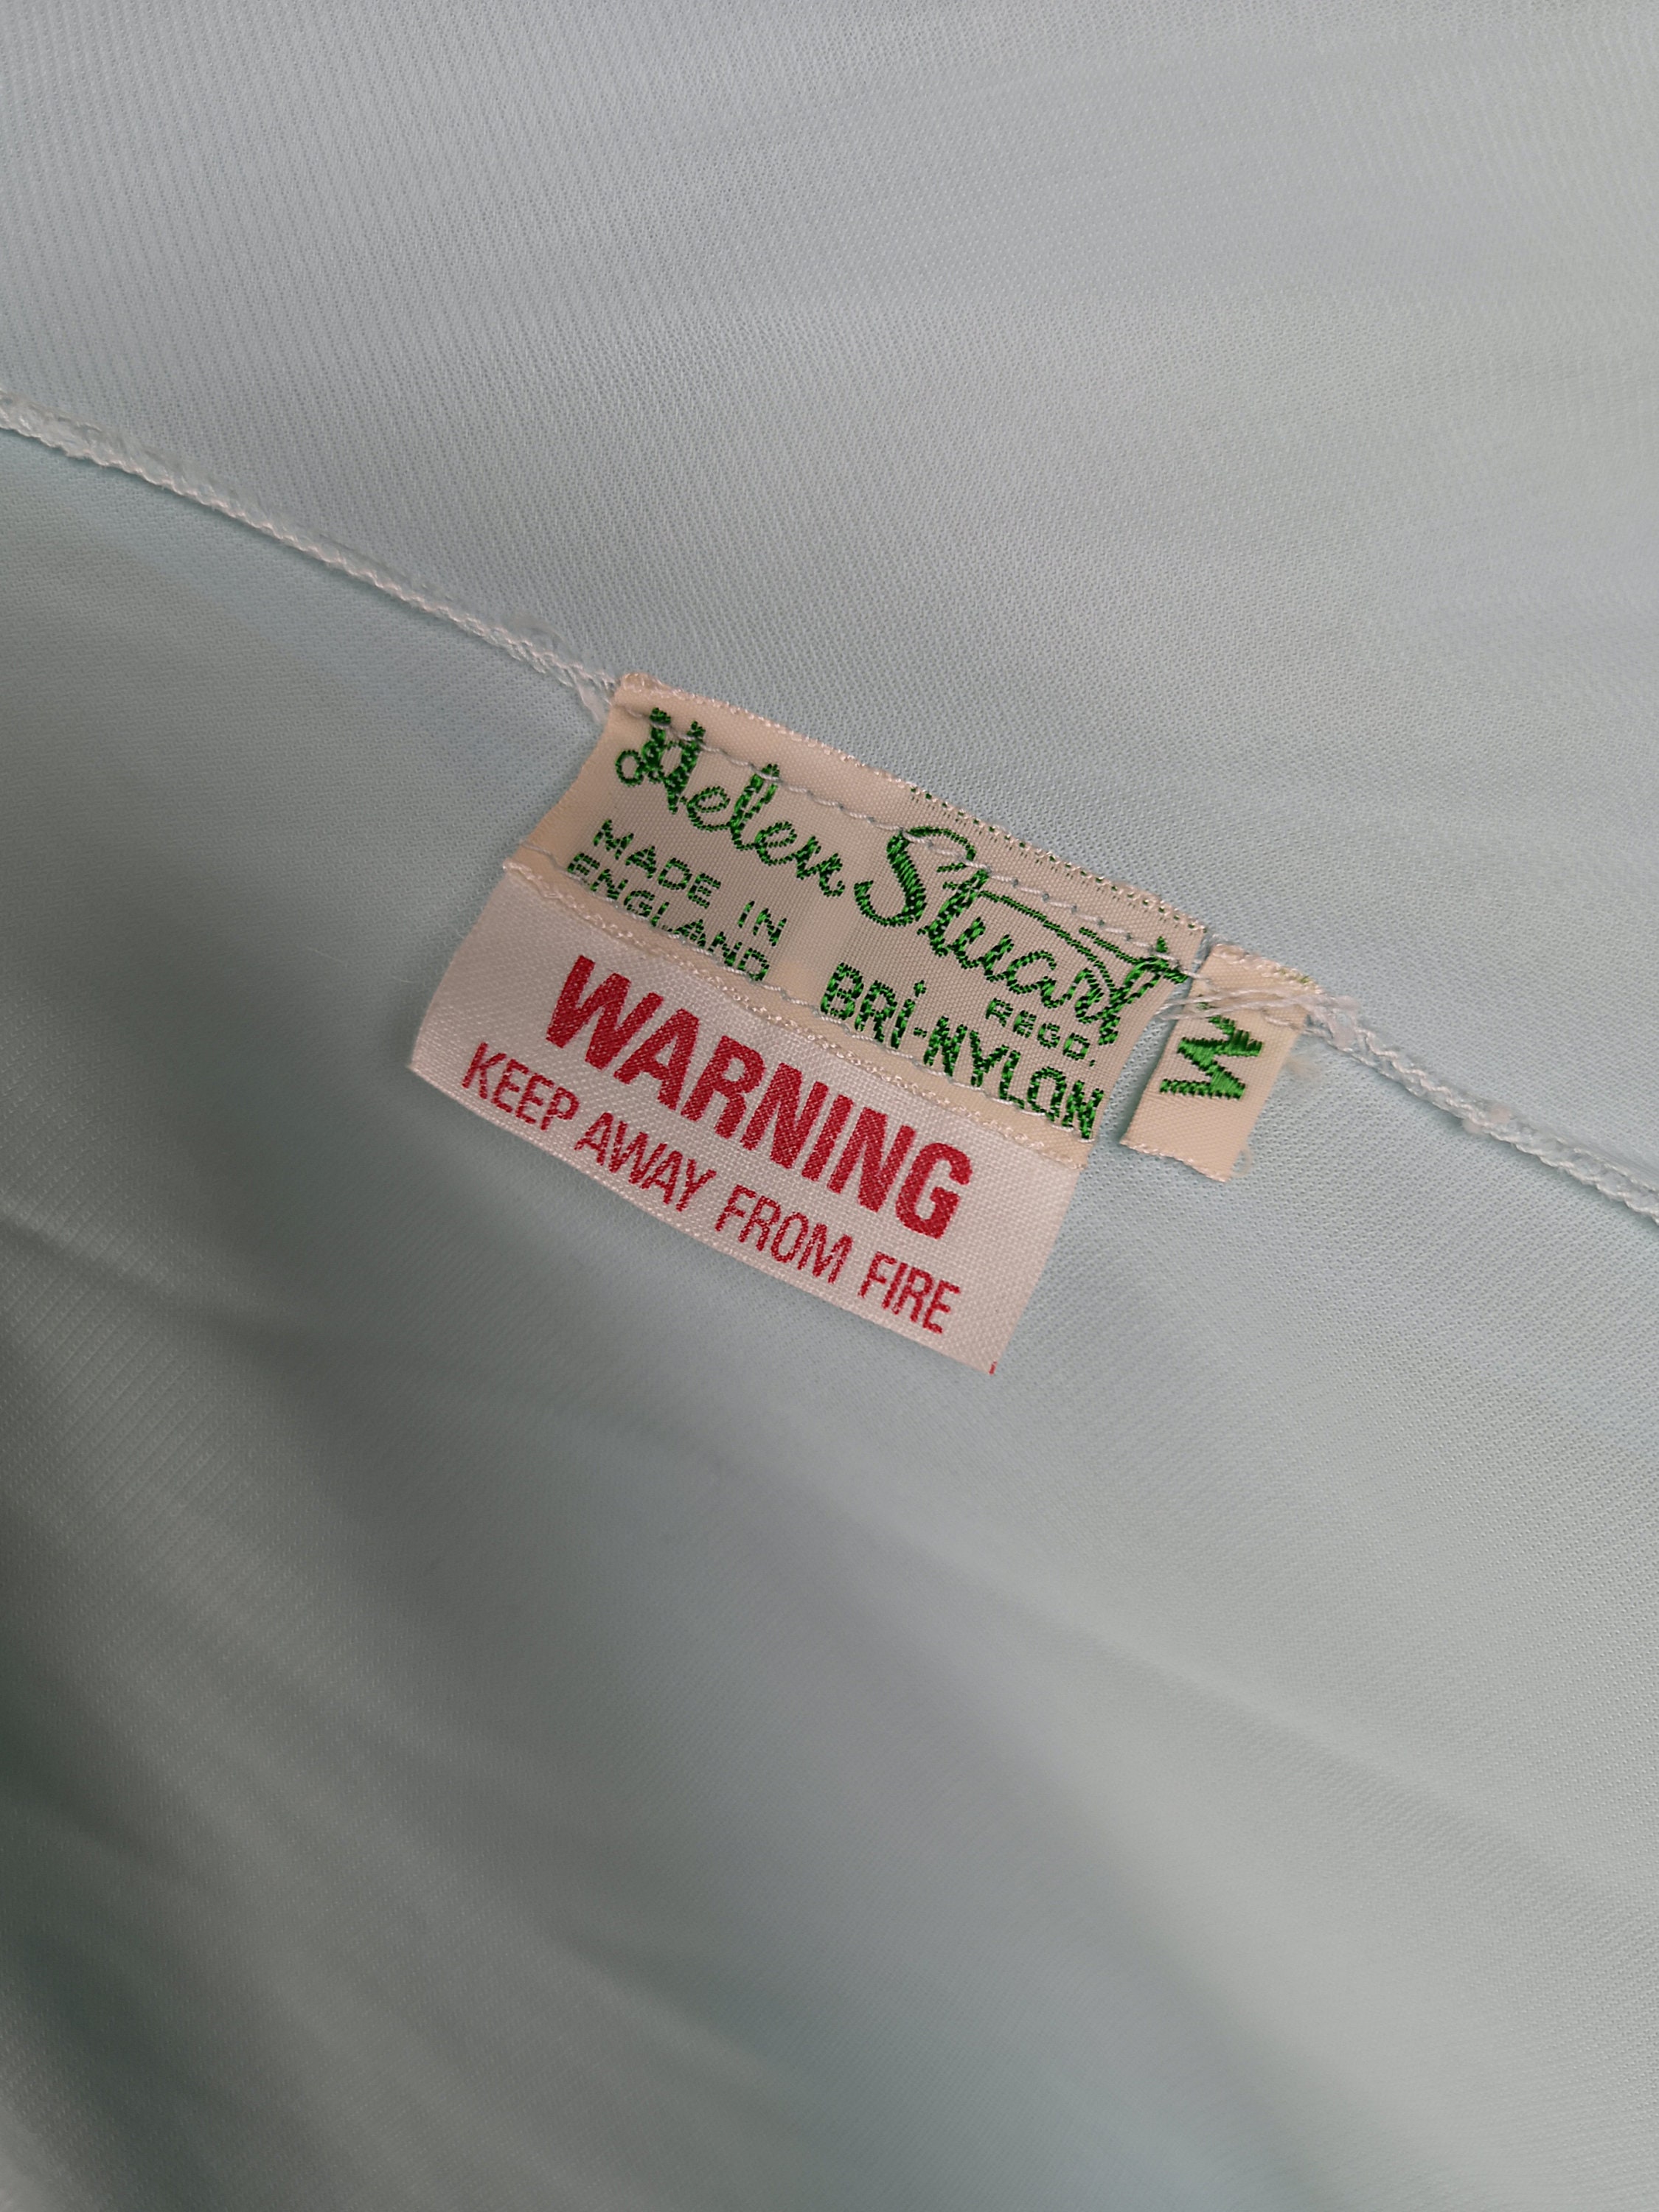 Helen Stuart
REGD.
MADE IN
ENGLAND
BRI-NYLON
M
WARNING
KEEP AWAY FROM FIRE